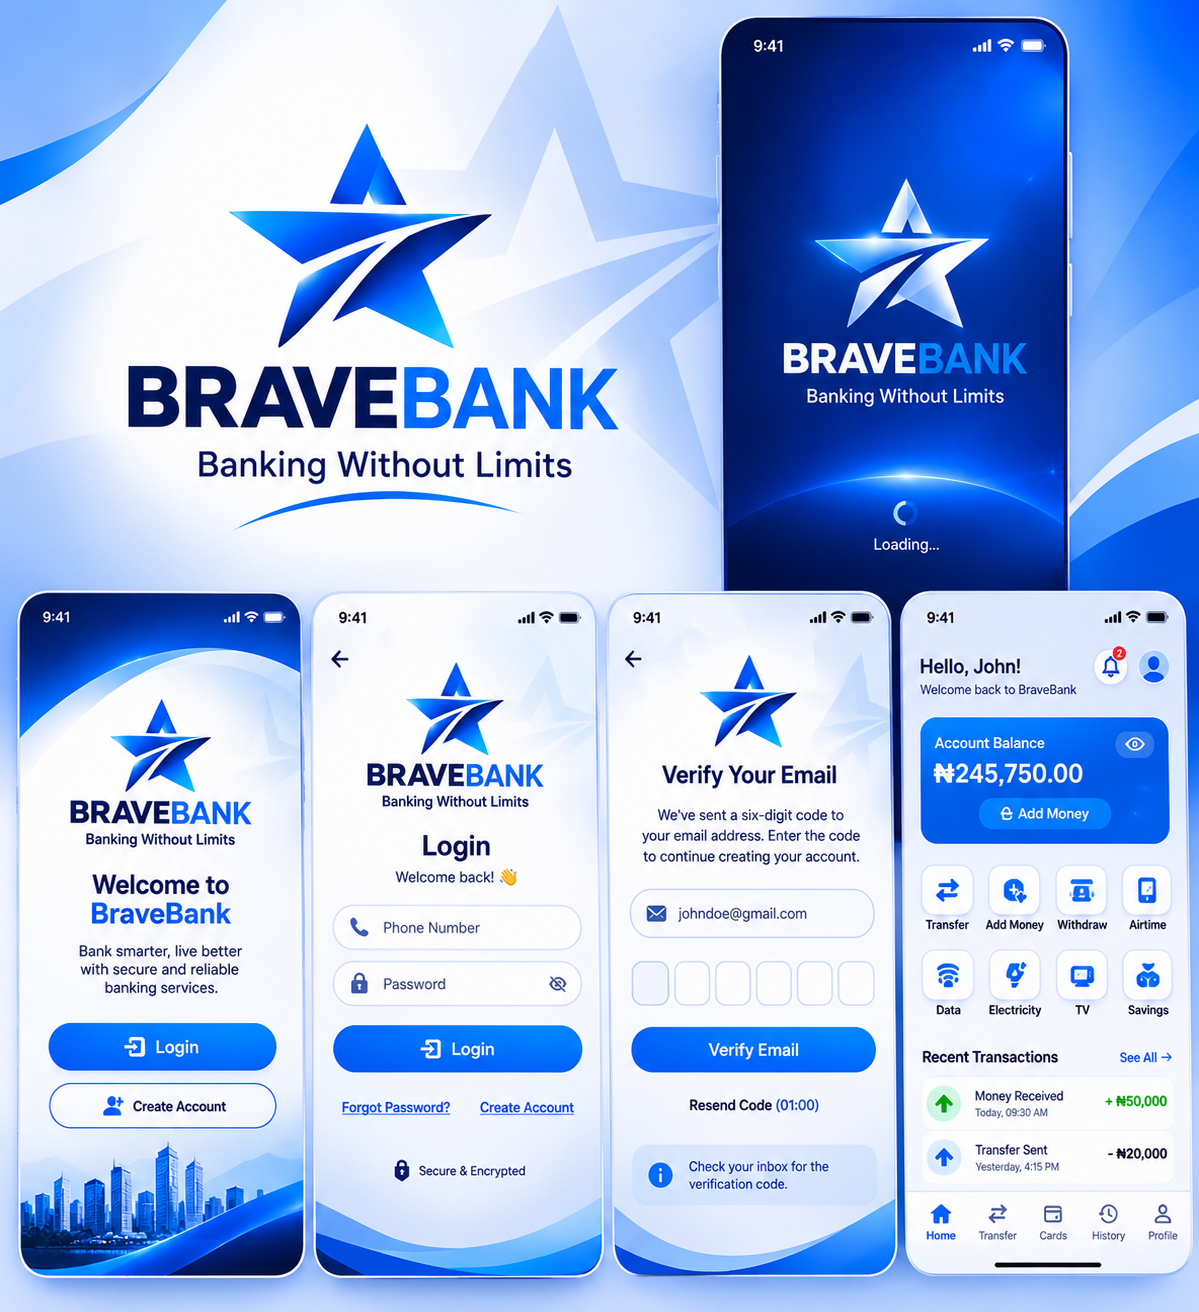 BRAVEBANK
Banking Without Limits
9:41
BRAVEBANK
Banking Without Limits
Loading...
9:41
BRAVEBANK
Banking Without Limits
Welcome to
BraveBank
Bank smarter, live better
with secure and reliable
banking services.
Login
Create Account
9:41
BRAVEBANK
Banking Without Limits
Login
Welcome back! 👋
Phone Number
Password
Login
Forgot Password? Create Account
Secure & Encrypted
9:41
Verify Your Email
We've sent a six-digit code to
your email address. Enter the code
to continue creating your account.
johndoe@gmail.com
Verify Email
Resend Code (01:00)
Check your inbox for the
verification code.
9:41
Hello, John!
2
Welcome back to BraveBank
Account Balance
₦245,750.00
Add Money
Transfer Add Money Withdraw Airtime
Data Electricity TV Savings
Recent Transactions See All →
Money Received + ₦50,000
Today, 09:30 AM
Transfer Sent - ₦20,000
Yesterday, 4:15 PM
Home Transfer Cards History Profile